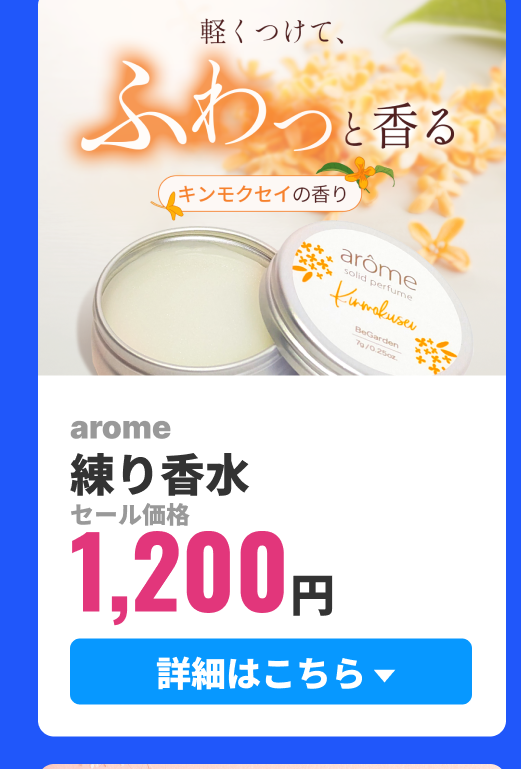 軽くつけて、
ふわっと香る
キンモクセイの香り
arôme
solid perfume
Kinmokusei
BeGarden
7g/0.25oz.
arome
練り香水
セール価格
1,200円
詳細はこちら